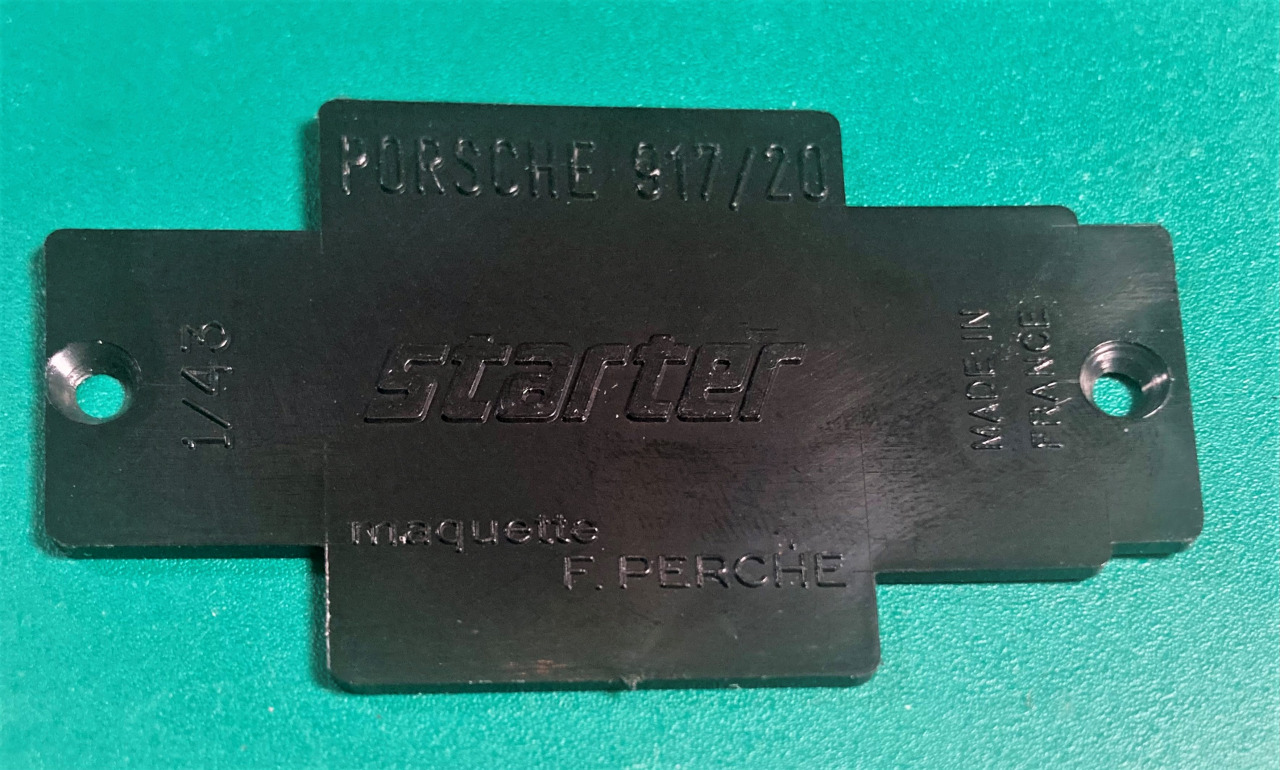 PORSCHE 917/20
1/43
starter
MADE IN
FRANCE
maquette
F. PERCHE